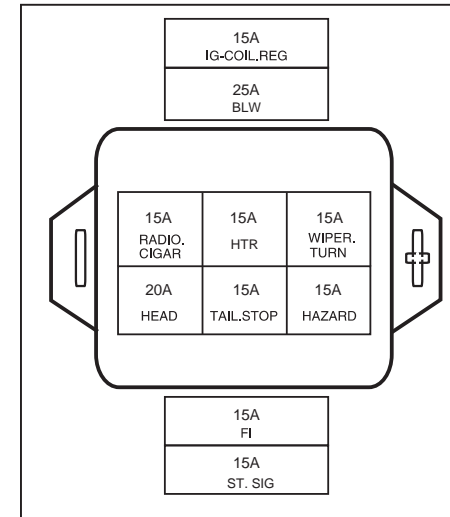 15A
IG-COIL.REG
25A
BLW
15A
RADIO.
CIGAR
15A
HTR
15A
WIPER.
TURN
20A
HEAD
15A
TAIL.STOP
15A
HAZARD
15A
FI
15A
ST. SIG